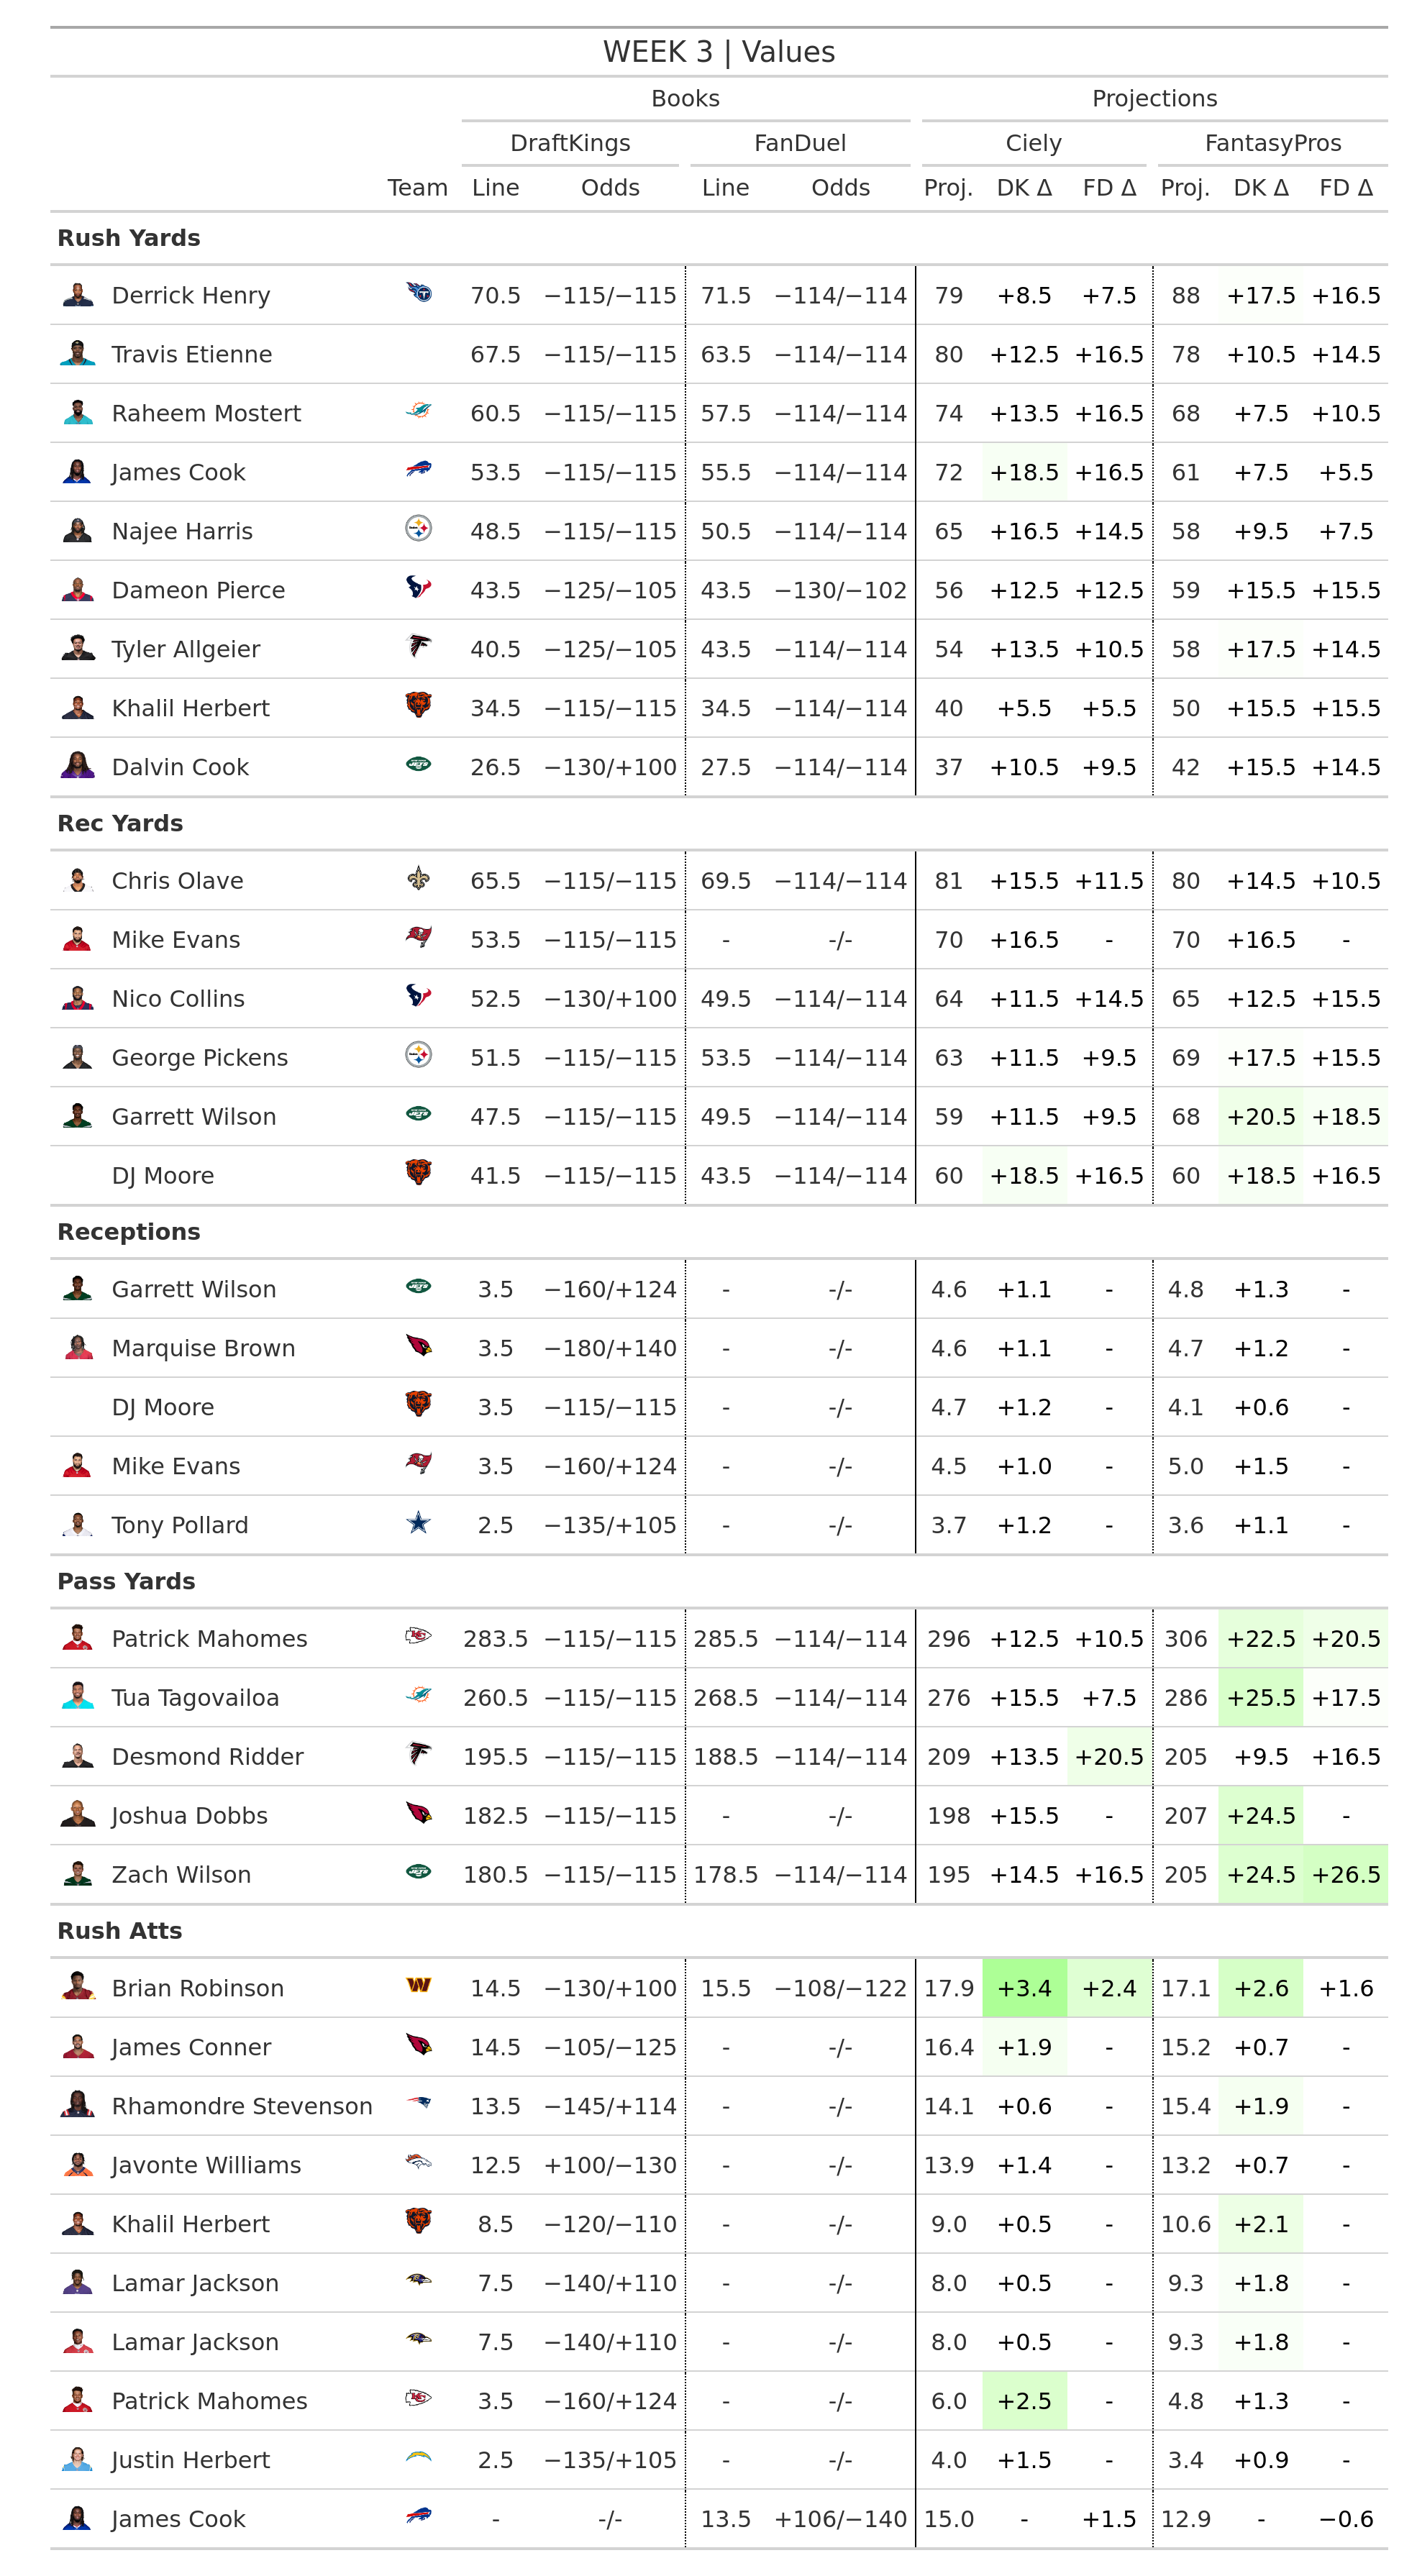 WEEK 3 | Values
Books Projections
DraftKings FanDuel Ciely FantasyPros
Team Line Odds Line Odds Proj. DK Δ FD Δ Proj. DK Δ FD Δ
Rush Yards
Derrick Henry 70.5 −115/−115 71.5 −114/−114 79 +8.5 +7.5 88 +17.5 +16.5
Travis Etienne 67.5 −115/−115 63.5 −114/−114 80 +12.5 +16.5 78 +10.5 +14.5
Raheem Mostert 60.5 −115/−115 57.5 −114/−114 74 +13.5 +16.5 68 +7.5 +10.5
James Cook 53.5 −115/−115 55.5 −114/−114 72 +18.5 +16.5 61 +7.5 +5.5
Najee Harris 48.5 −115/−115 50.5 −114/−114 65 +16.5 +14.5 58 +9.5 +7.5
Dameon Pierce 43.5 −125/−105 43.5 −130/−102 56 +12.5 +12.5 59 +15.5 +15.5
Tyler Allgeier 40.5 −125/−105 43.5 −114/−114 54 +13.5 +10.5 58 +17.5 +14.5
Khalil Herbert 34.5 −115/−115 34.5 −114/−114 40 +5.5 +5.5 50 +15.5 +15.5
Dalvin Cook 26.5 −130/+100 27.5 −114/−114 37 +10.5 +9.5 42 +15.5 +14.5
Rec Yards
Chris Olave 65.5 −115/−115 69.5 −114/−114 81 +15.5 +11.5 80 +14.5 +10.5
Mike Evans 53.5 −115/−115 - -/- 70 +16.5 - 70 +16.5 -
Nico Collins 52.5 −130/+100 49.5 −114/−114 64 +11.5 +14.5 65 +12.5 +15.5
George Pickens 51.5 −115/−115 53.5 −114/−114 63 +11.5 +9.5 69 +17.5 +15.5
Garrett Wilson 47.5 −115/−115 49.5 −114/−114 59 +11.5 +9.5 68 +20.5 +18.5
DJ Moore 41.5 −115/−115 43.5 −114/−114 60 +18.5 +16.5 60 +18.5 +16.5
Receptions
Garrett Wilson 3.5 −160/+124 - -/- 4.6 +1.1 - 4.8 +1.3 -
Marquise Brown 3.5 −180/+140 - -/- 4.6 +1.1 - 4.7 +1.2 -
DJ Moore 3.5 −115/−115 - -/- 4.7 +1.2 - 4.1 +0.6 -
Mike Evans 3.5 −160/+124 - -/- 4.5 +1.0 - 5.0 +1.5 -
Tony Pollard 2.5 −135/+105 - -/- 3.7 +1.2 - 3.6 +1.1 -
Pass Yards
Patrick Mahomes 283.5 −115/−115 285.5 −114/−114 296 +12.5 +10.5 306 +22.5 +20.5
Tua Tagovailoa 260.5 −115/−115 268.5 −114/−114 276 +15.5 +7.5 286 +25.5 +17.5
Desmond Ridder 195.5 −115/−115 188.5 −114/−114 209 +13.5 +20.5 205 +9.5 +16.5
Joshua Dobbs 182.5 −115/−115 - -/- 198 +15.5 - 207 +24.5 -
Zach Wilson 180.5 −115/−115 178.5 −114/−114 195 +14.5 +16.5 205 +24.5 +26.5
Rush Atts
Brian Robinson 14.5 −130/+100 15.5 −108/−122 17.9 +3.4 +2.4 17.1 +2.6 +1.6
James Conner 14.5 −105/−125 - -/- 16.4 +1.9 - 15.2 +0.7 -
Rhamondre Stevenson 13.5 −145/+114 - -/- 14.1 +0.6 - 15.4 +1.9 -
Javonte Williams 12.5 +100/−130 - -/- 13.9 +1.4 - 13.2 +0.7 -
Khalil Herbert 8.5 −120/−110 - -/- 9.0 +0.5 - 10.6 +2.1 -
Lamar Jackson 7.5 −140/+110 - -/- 8.0 +0.5 - 9.3 +1.8 -
Lamar Jackson 7.5 −140/+110 - -/- 8.0 +0.5 - 9.3 +1.8 -
Patrick Mahomes 3.5 −160/+124 - -/- 6.0 +2.5 - 4.8 +1.3 -
Justin Herbert 2.5 −135/+105 - -/- 4.0 +1.5 - 3.4 +0.9 -
James Cook - -/- 13.5 +106/−140 15.0 - +1.5 12.9 - −0.6